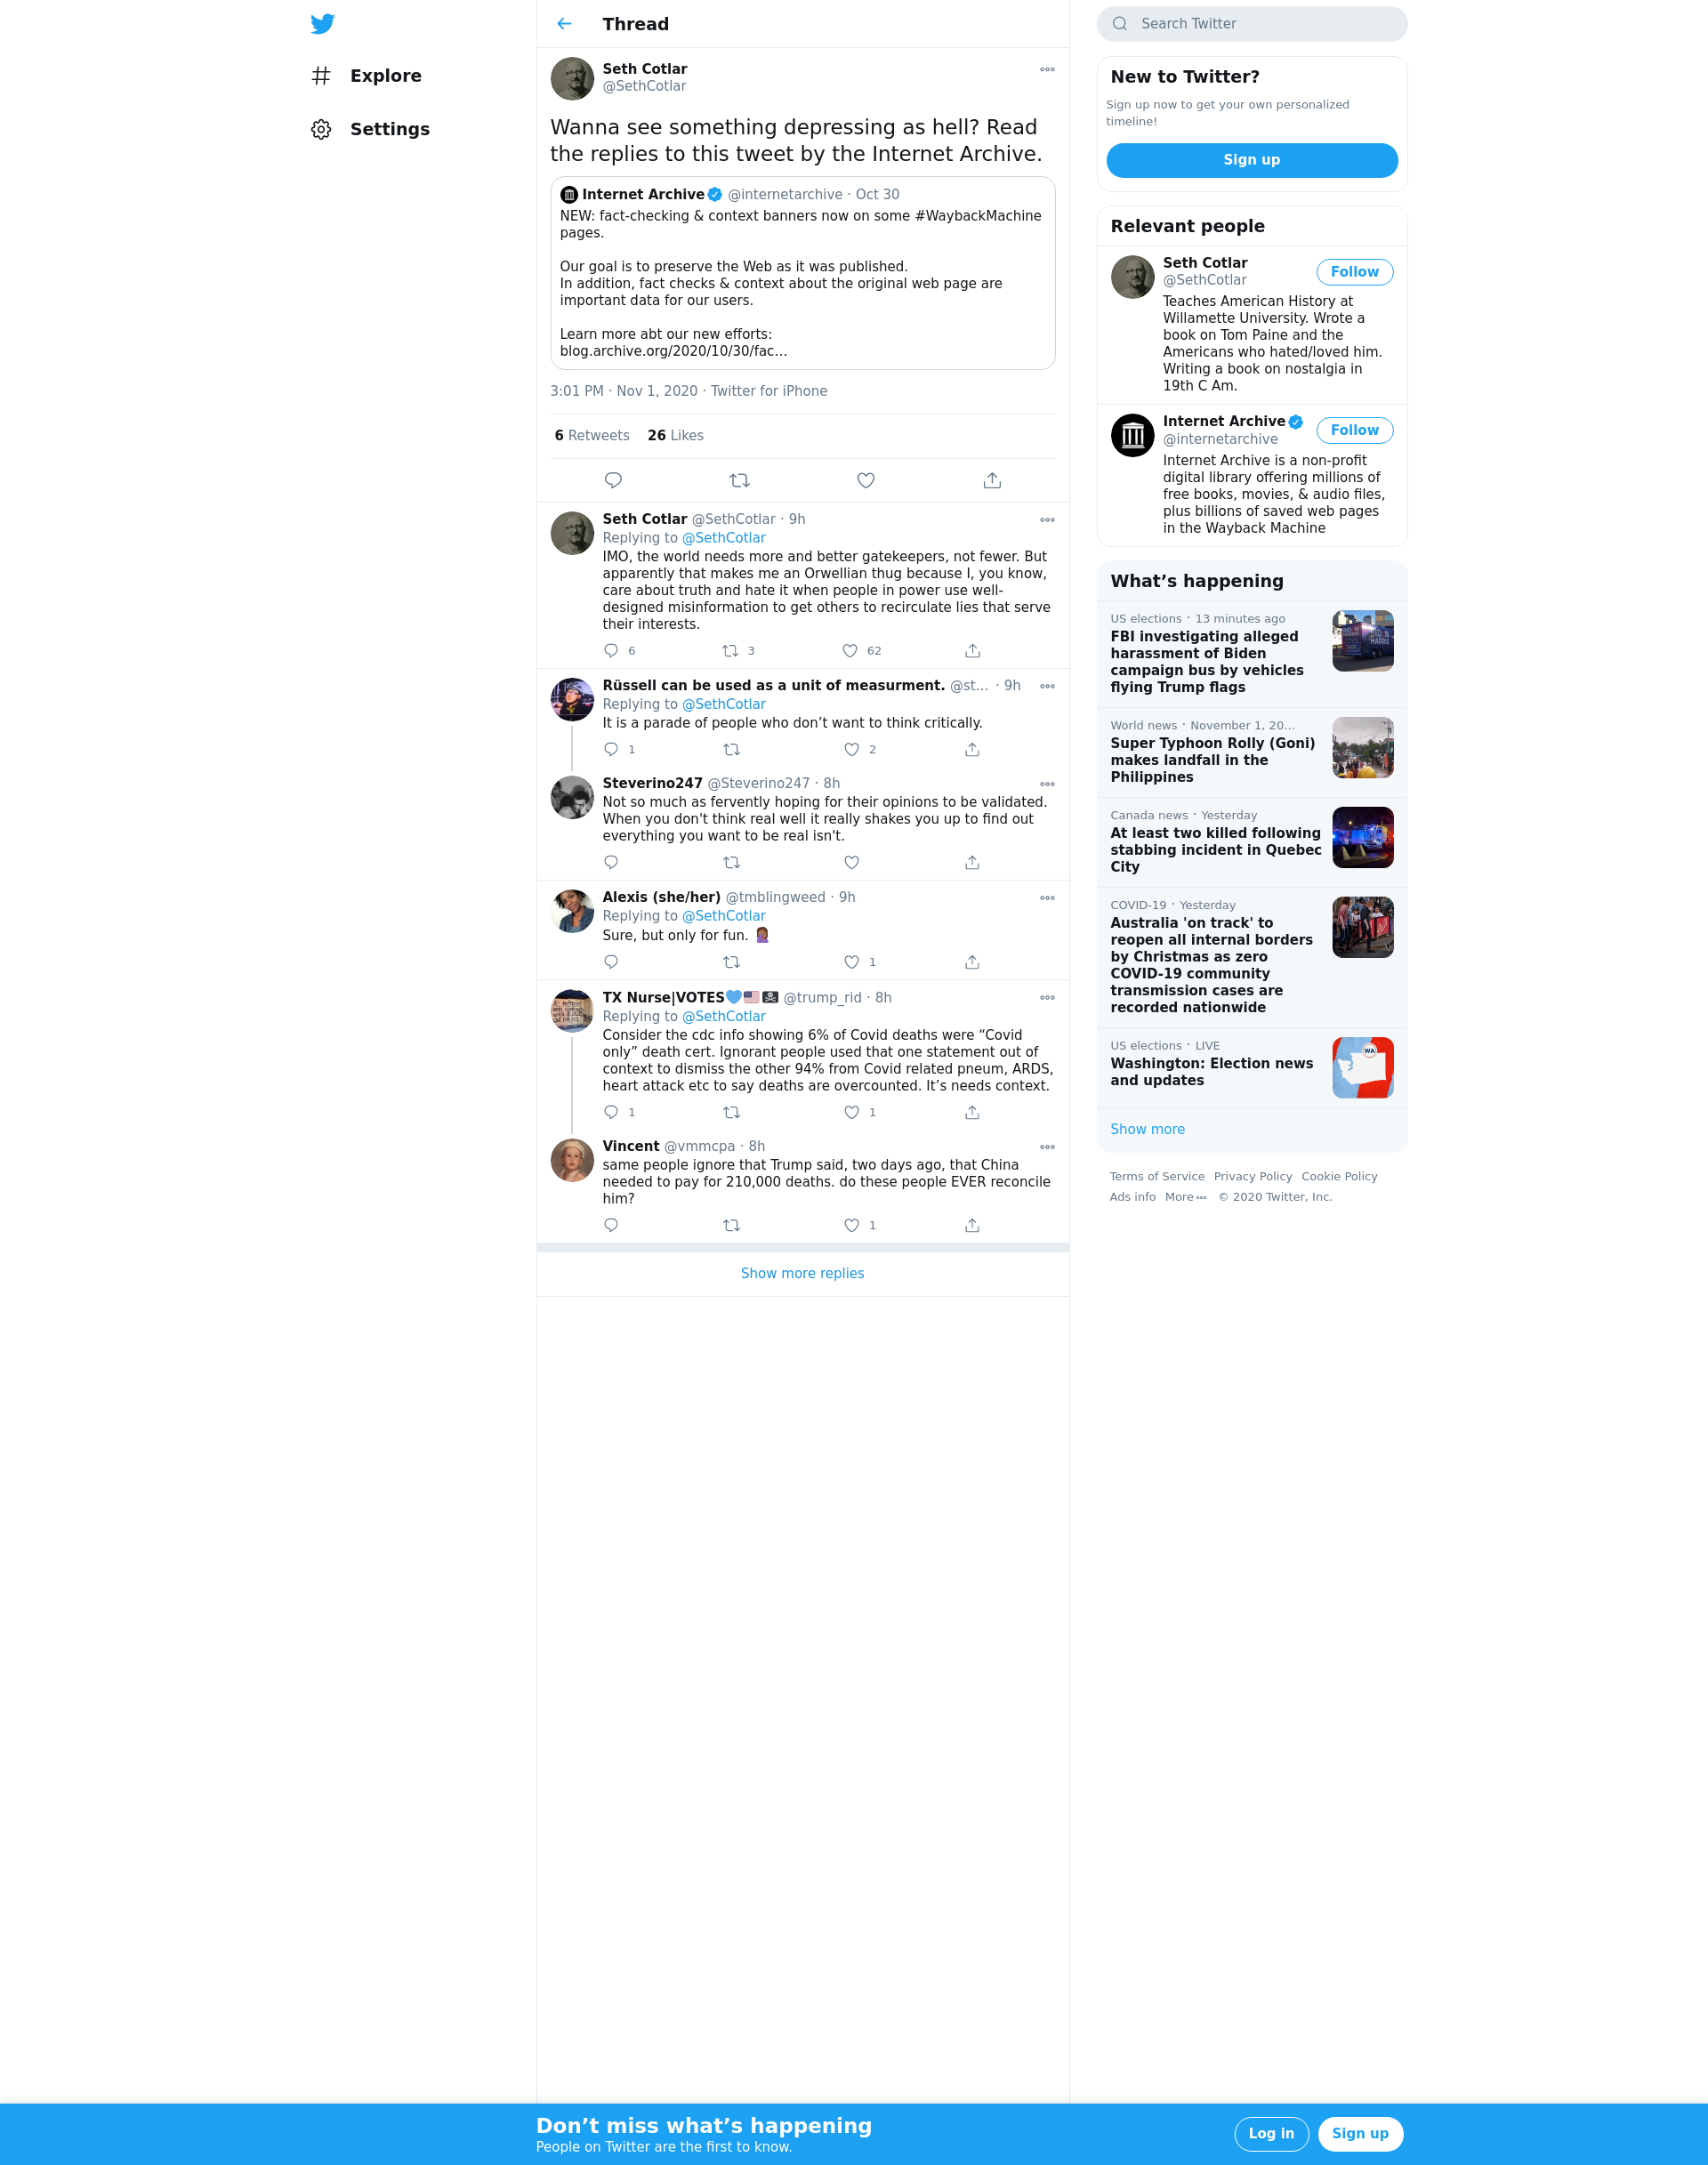 Explore
Settings
Thread
Seth Cotlar
@SethCotlar
Wanna see something depressing as hell? Read
the replies to this tweet by the Internet Archive.
Internet Archive @internetarchive · Oct 30
NEW: fact-checking & context banners now on some #WaybackMachine
pages.
Our goal is to preserve the Web as it was published.
In addition, fact checks & context about the original web page are
important data for our users.
Learn more abt our new efforts:
blog.archive.org/2020/10/30/fac…
3:01 PM · Nov 1, 2020 · Twitter for iPhone
6 Retweets 26 Likes
Seth Cotlar @SethCotlar · 9h
Replying to @SethCotlar
IMO, the world needs more and better gatekeepers, not fewer. But
apparently that makes me an Orwellian thug because I, you know,
care about truth and hate it when people in power use well-
designed misinformation to get others to recirculate lies that serve
their interests.
6 3 62
Rüssell can be used as a unit of measurment. @st… · 9h
Replying to @SethCotlar
It is a parade of people who don’t want to think critically.
1 2
Steverino247 @Steverino247 · 8h
Not so much as fervently hoping for their opinions to be validated.
When you don't think real well it really shakes you up to find out
everything you want to be real isn't.
Alexis (she/her) @tmblingweed · 9h
Replying to @SethCotlar
Sure, but only for fun. 
1
TX Nurse|VOTES💙🇺🇸🏴‍☠️ @trump_rid · 8h
Replying to @SethCotlar
Consider the cdc info showing 6% of Covid deaths were “Covid
only” death cert. Ignorant people used that one statement out of
context to dismiss the other 94% from Covid related pneum, ARDS,
heart attack etc to say deaths are overcounted. It’s needs context.
1 1
Vincent @vmmcpa · 8h
same people ignore that Trump said, two days ago, that China
needed to pay for 210,000 deaths. do these people EVER reconcile
him?
1
Show more replies
Search Twitter
New to Twitter?
Sign up now to get your own personalized
timeline!
Sign up
Relevant people
Seth Cotlar
@SethCotlar
Follow
Teaches American History at
Willamette University. Wrote a
book on Tom Paine and the
Americans who hated/loved him.
Writing a book on nostalgia in
19th C Am.
Internet Archive
@internetarchive
Follow
Internet Archive is a non-profit
digital library offering millions of
free books, movies, & audio files,
plus billions of saved web pages
in the Wayback Machine
What’s happening
US elections · 13 minutes ago
FBI investigating alleged
harassment of Biden
campaign bus by vehicles
flying Trump flags
World news · November 1, 20…
Super Typhoon Rolly (Goni)
makes landfall in the
Philippines
Canada news · Yesterday
At least two killed following
stabbing incident in Quebec
City
COVID-19 · Yesterday
Australia 'on track' to
reopen all internal borders
by Christmas as zero
COVID-19 community
transmission cases are
recorded nationwide
US elections · LIVE
Washington: Election news
and updates
WA
Show more
Terms of Service Privacy Policy Cookie Policy
Ads info More © 2020 Twitter, Inc.
Don’t miss what’s happening
People on Twitter are the first to know.
Log in
Sign up